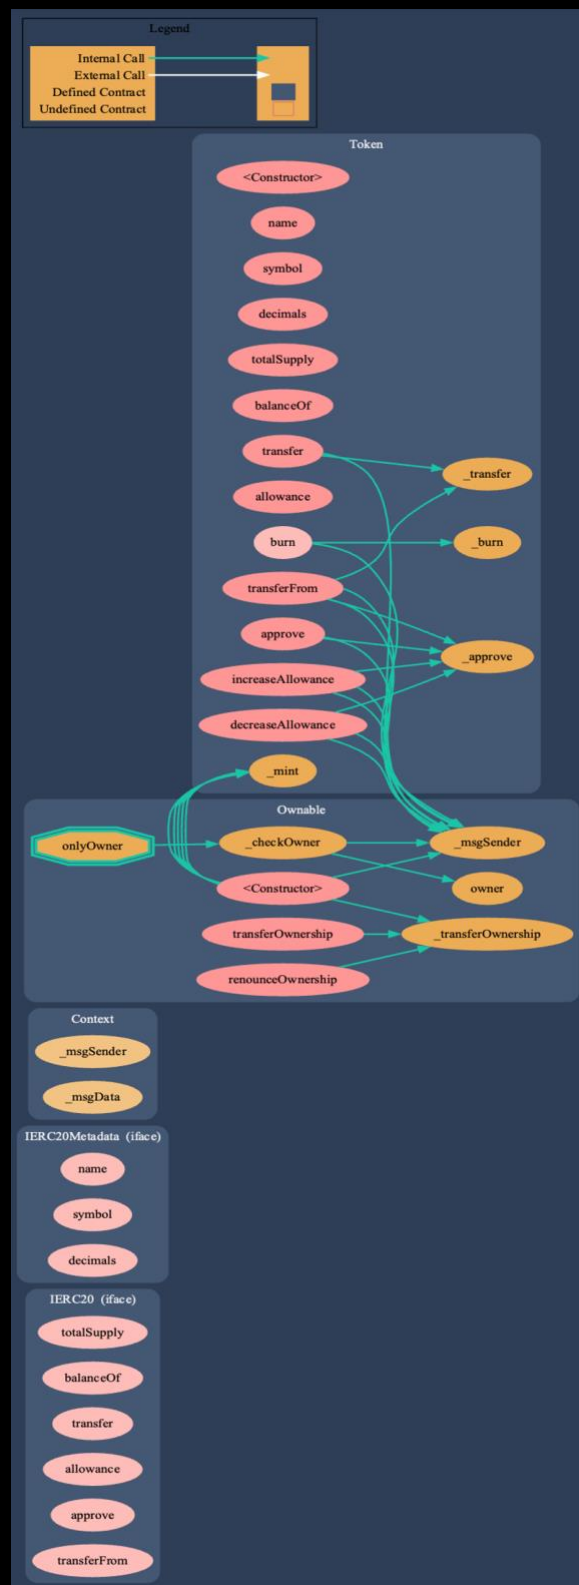 Legend
Internal Call
External Call
Defined Contract
Undefined Contract
Token
<Constructor>
name
symbol
decimals
totalSupply
balanceOf
transfer
_transfer
allowance
burn
_burn
transferFrom
approve
_approve
increaseAllowance
decreaseAllowance
_mint
Ownable
onlyOwner
_checkOwner
_msgSender
<Constructor>
owner
transferOwnership
_transferOwnership
renounceOwnership
Context
_msgSender
_msgData
IERC20Metadata (iface)
name
symbol
decimals
IERC20 (iface)
totalSupply
balanceOf
transfer
allowance
approve
transferFrom